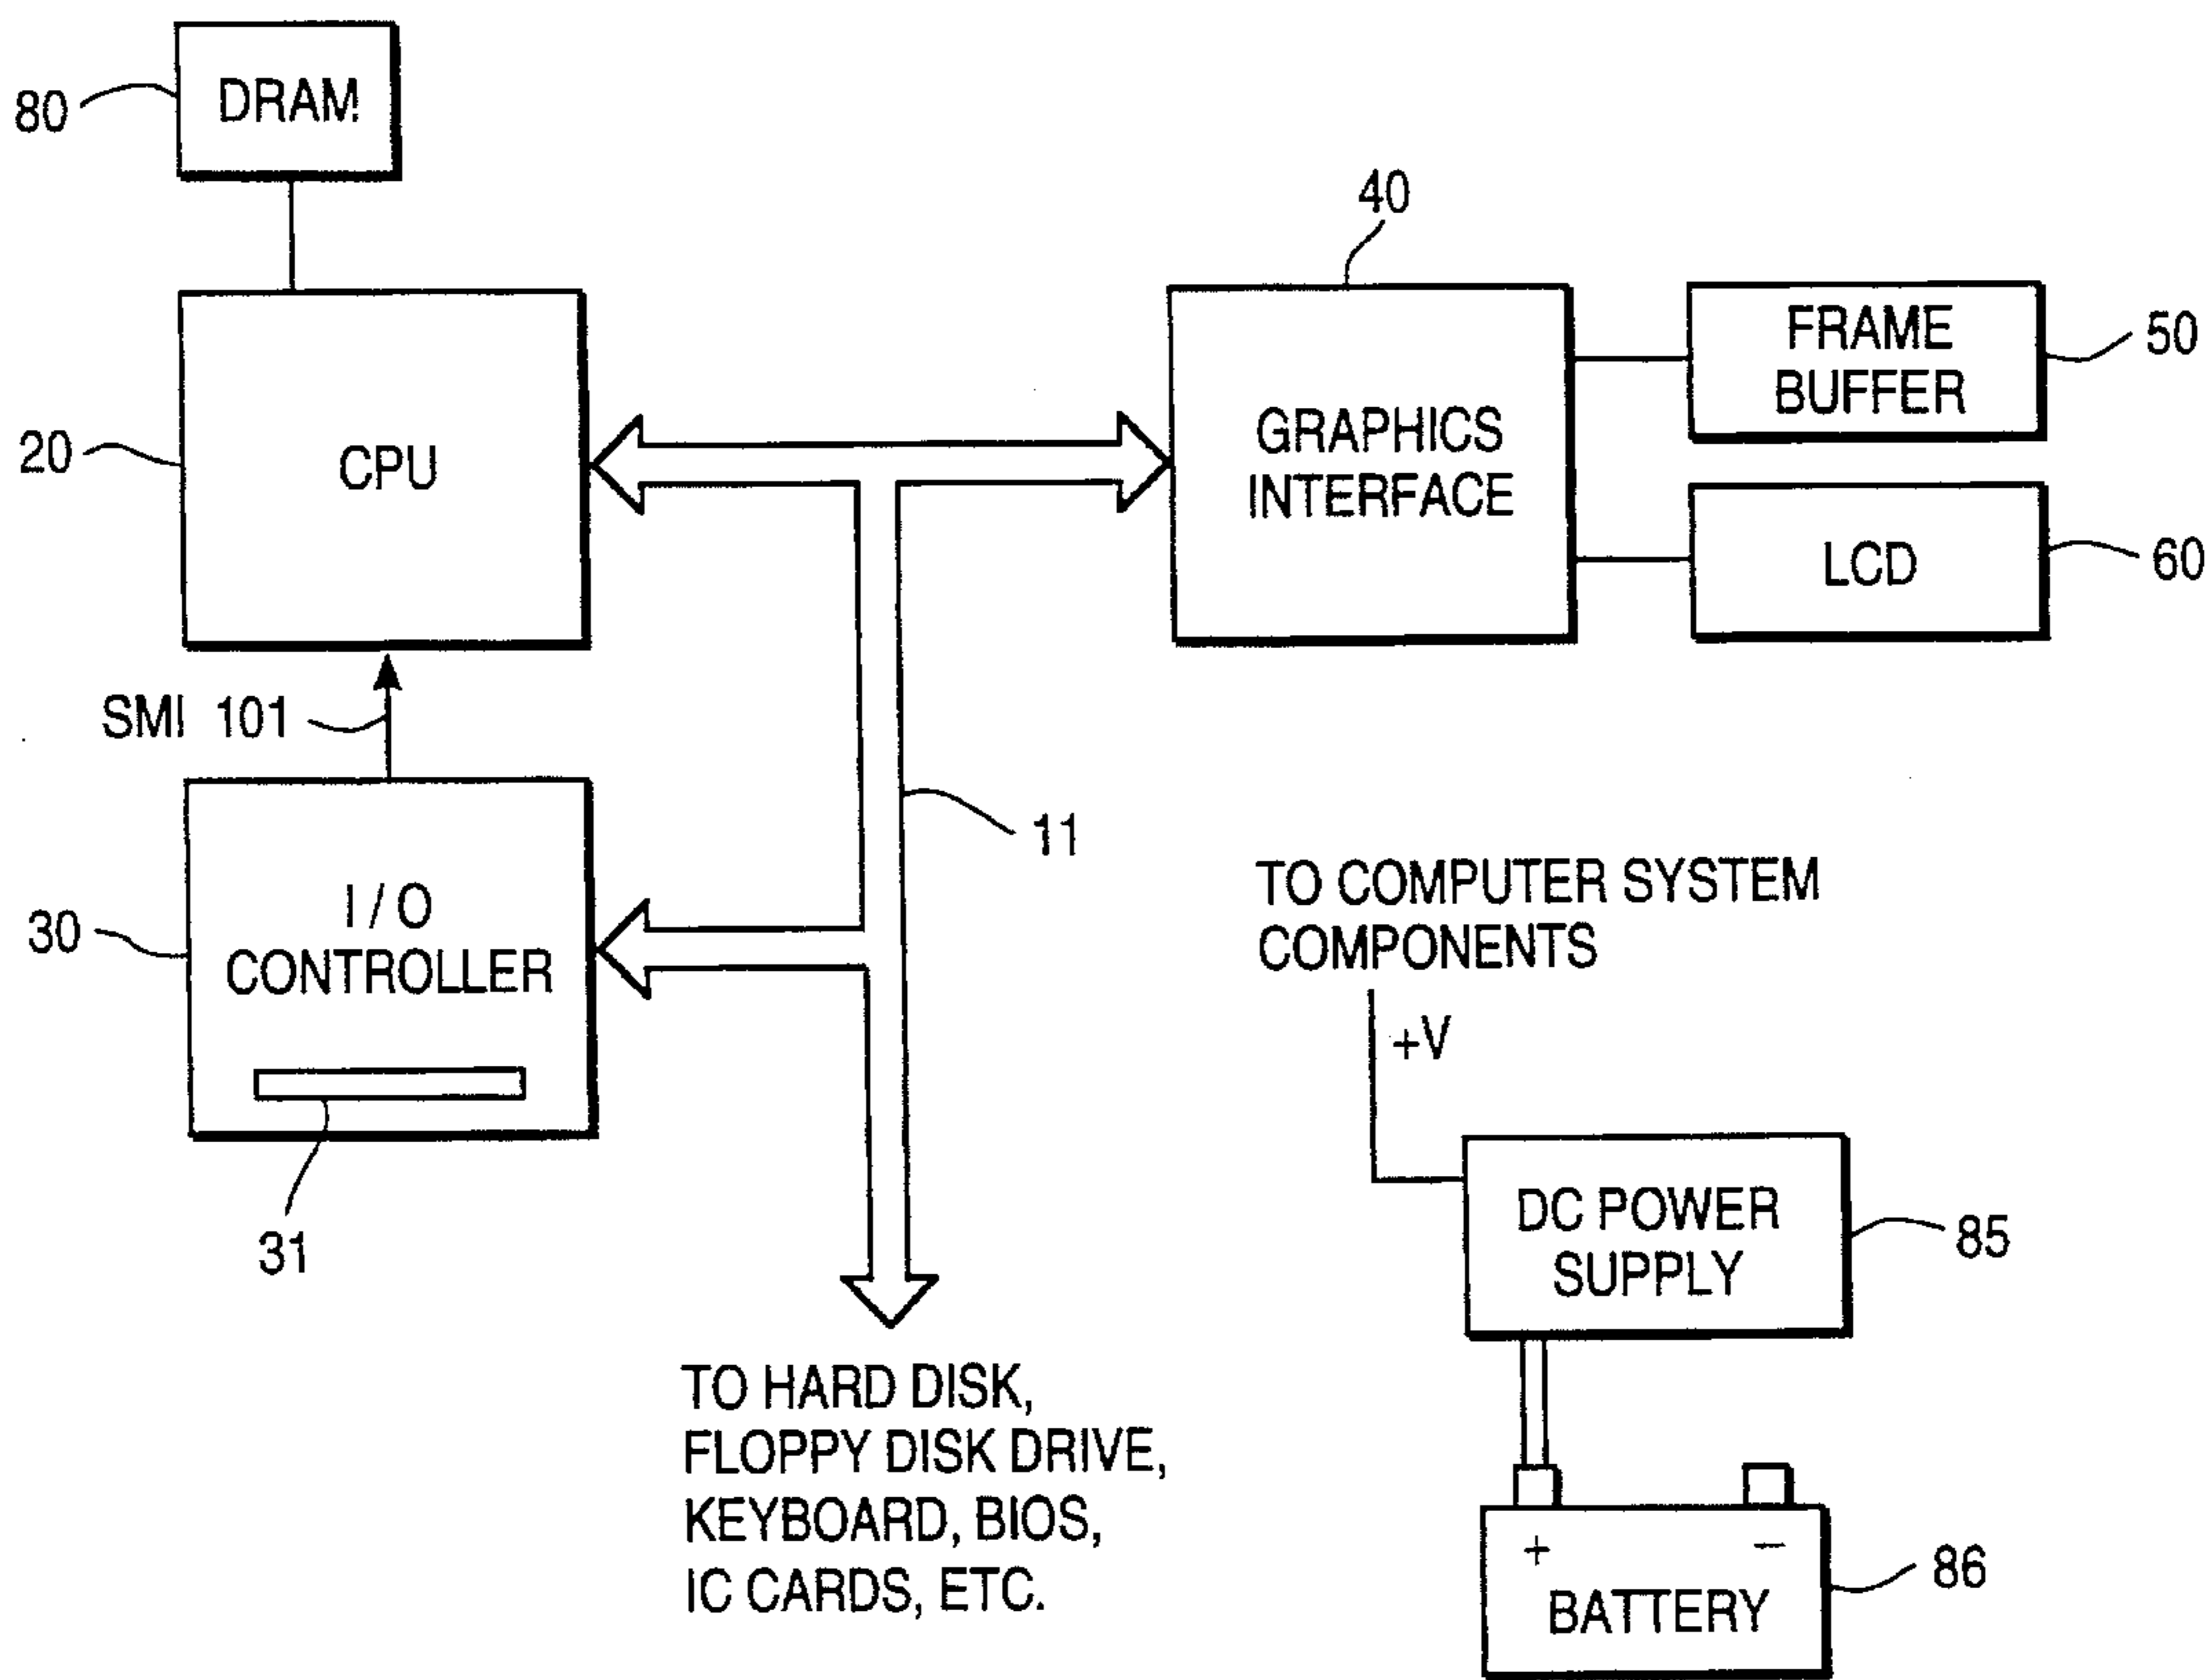 80
DRAM
40
FRAME
BUFFER
50
20
CPU
GRAPHICS
INTERFACE
LCD
60
SMI 101
11
30
I / O
CONTROLLER
31
TO COMPUTER SYSTEM
COMPONENTS
+V
DC POWER
SUPPLY
85
TO HARD DISK,
FLOPPY DISK DRIVE,
KEYBOARD, BIOS,
IC CARDS, ETC.
+ −
BATTERY
86